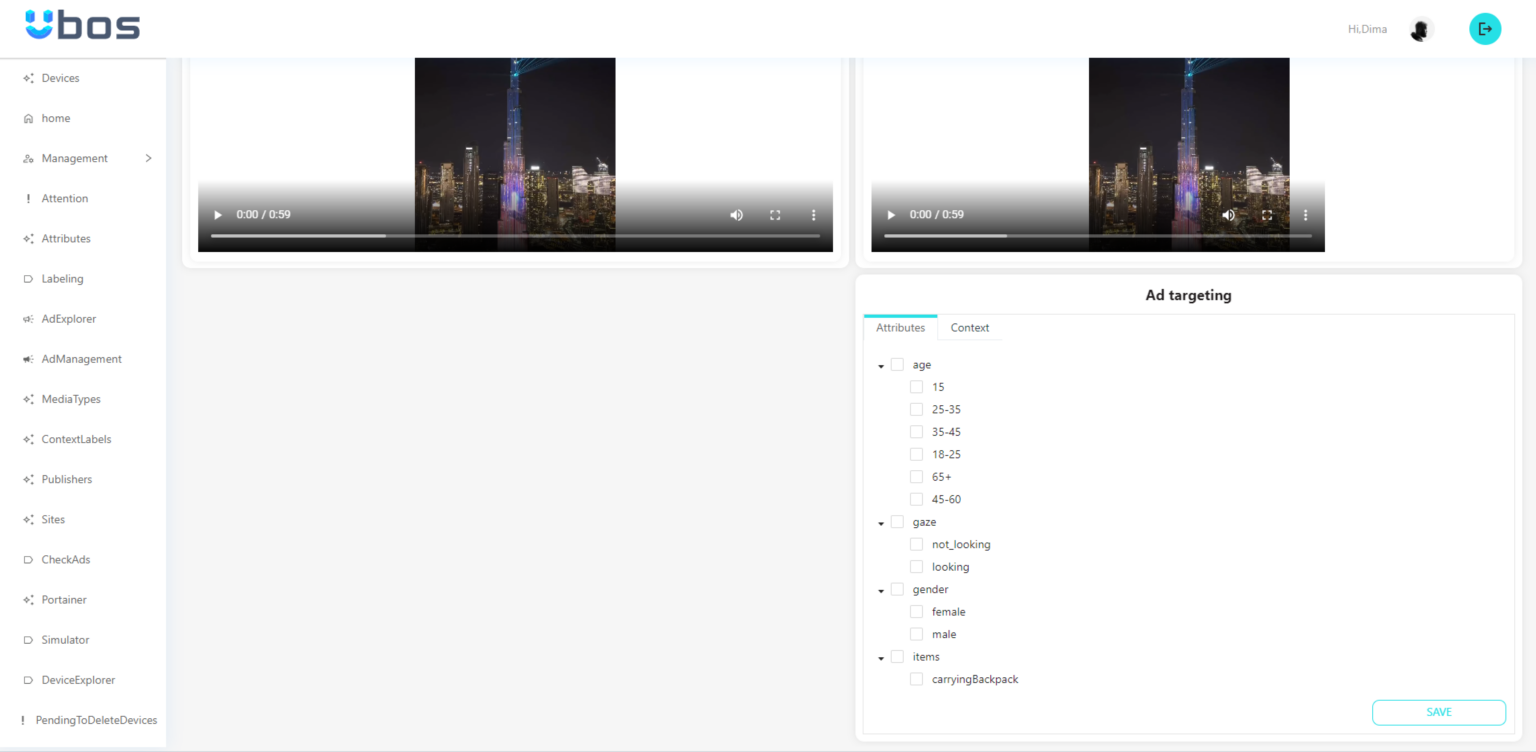 Ubos
Hi,Dima
Devices
home
Management
Attention
Attributes
Labeling
AdExplorer
AdManagement
MediaTypes
ContextLabels
Publishers
Sites
CheckAds
Portainer
Simulator
DeviceExplorer
PendingToDeleteDevices
0:00 / 0:59
0:00 / 0:59
Ad targeting
Attributes Context
age
15
25-35
35-45
18-25
65+
45-60
gaze
not_looking
looking
gender
female
male
items
carryingBackpack
SAVE